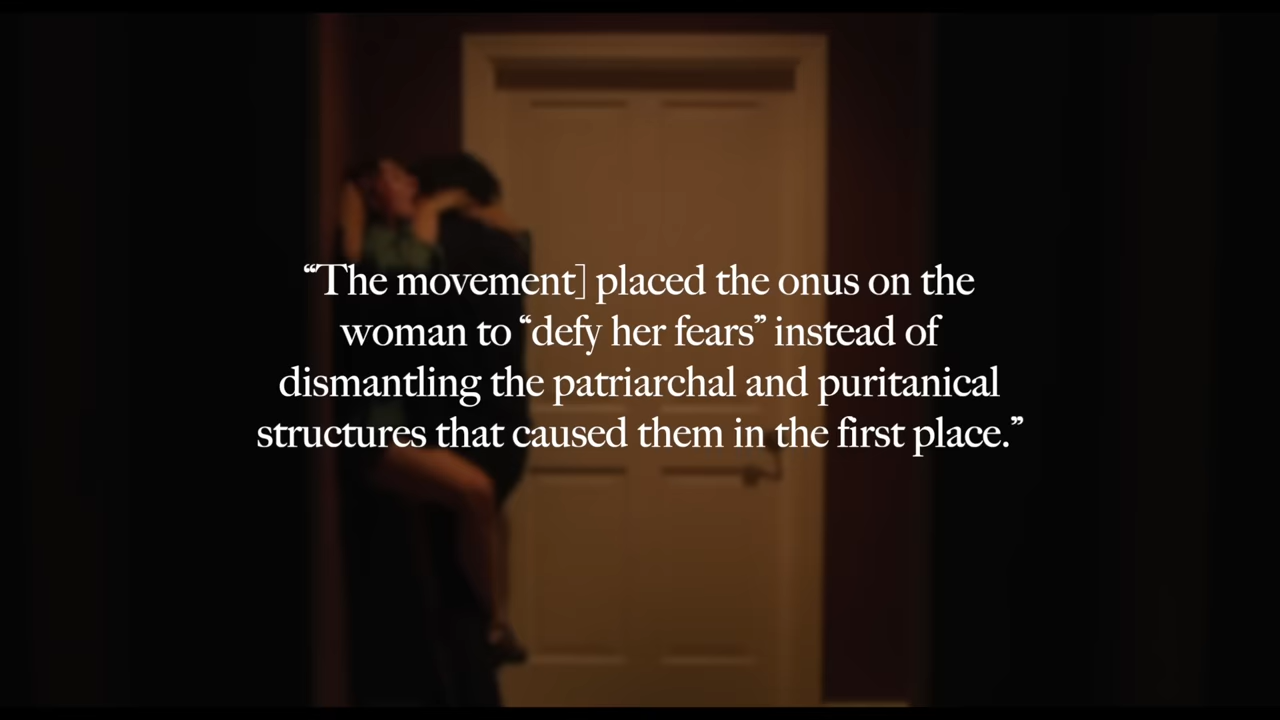 “The movement] placed the onus on the
woman to “defy her fears” instead of
dismantling the patriarchal and puritanical
structures that caused them in the first place.”